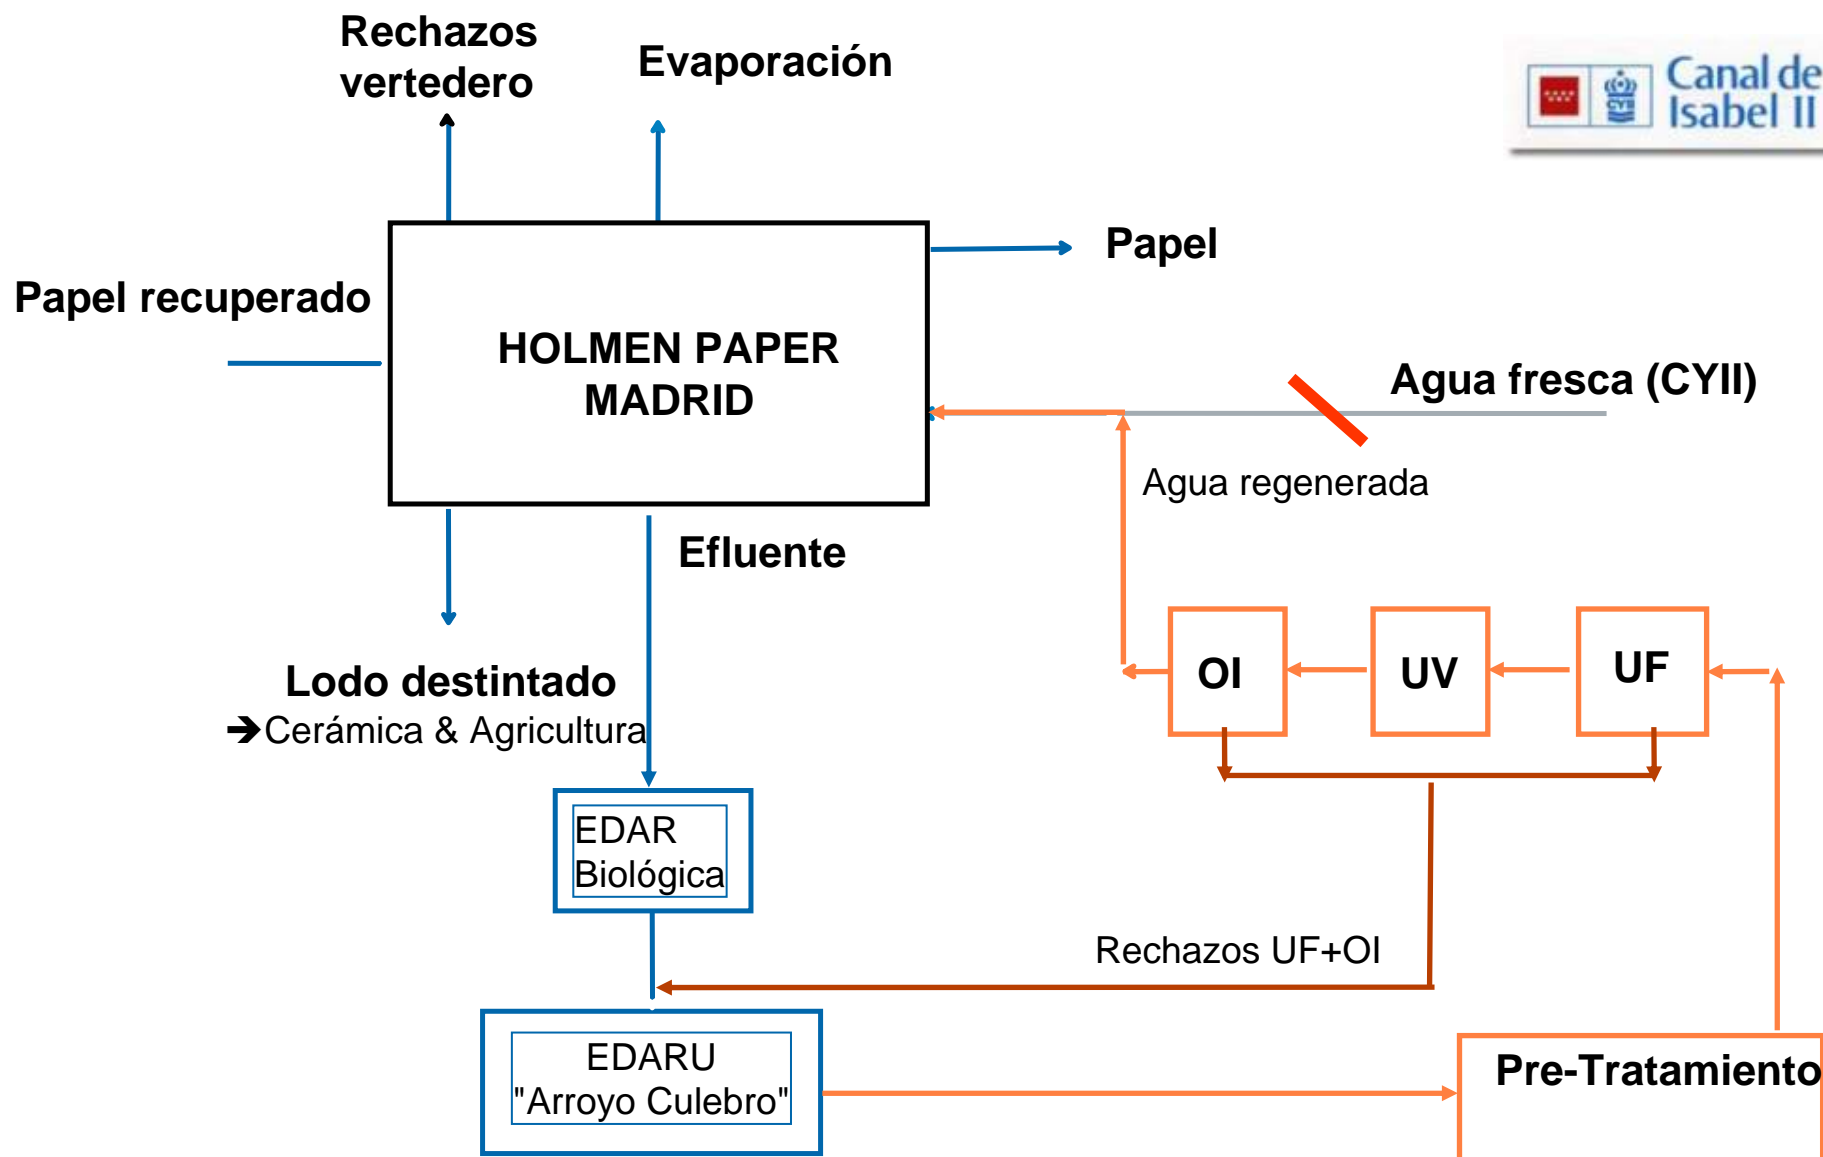 Rechazos
vertedero
Evaporación
Canal de
Isabel II
Papel
Papel recuperado
HOLMEN PAPER
MADRID
Agua fresca (CYII)
Agua regenerada
Efluente
OI
UV
UF
Lodo destintado
➔Cerámica & Agricultura
EDAR
Biológica
Rechazos UF+OI
EDARU
"Arroyo Culebro"
Pre-Tratamiento